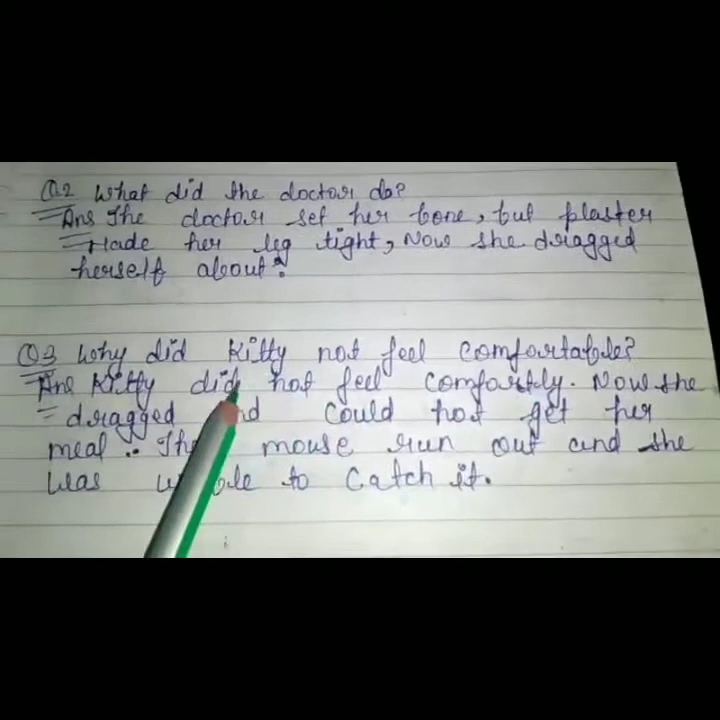 Q2 What did the doctor do?
Ans The doctor set her bone, but plaster
Made her leg tight, Now she dragged
herself about?
Q3 Why did Kitty not feel comfortable?
Ans Kitty did not feel comfortly. Now she
dragged could not get her
meal. The mouse run out and she
was to catch it.